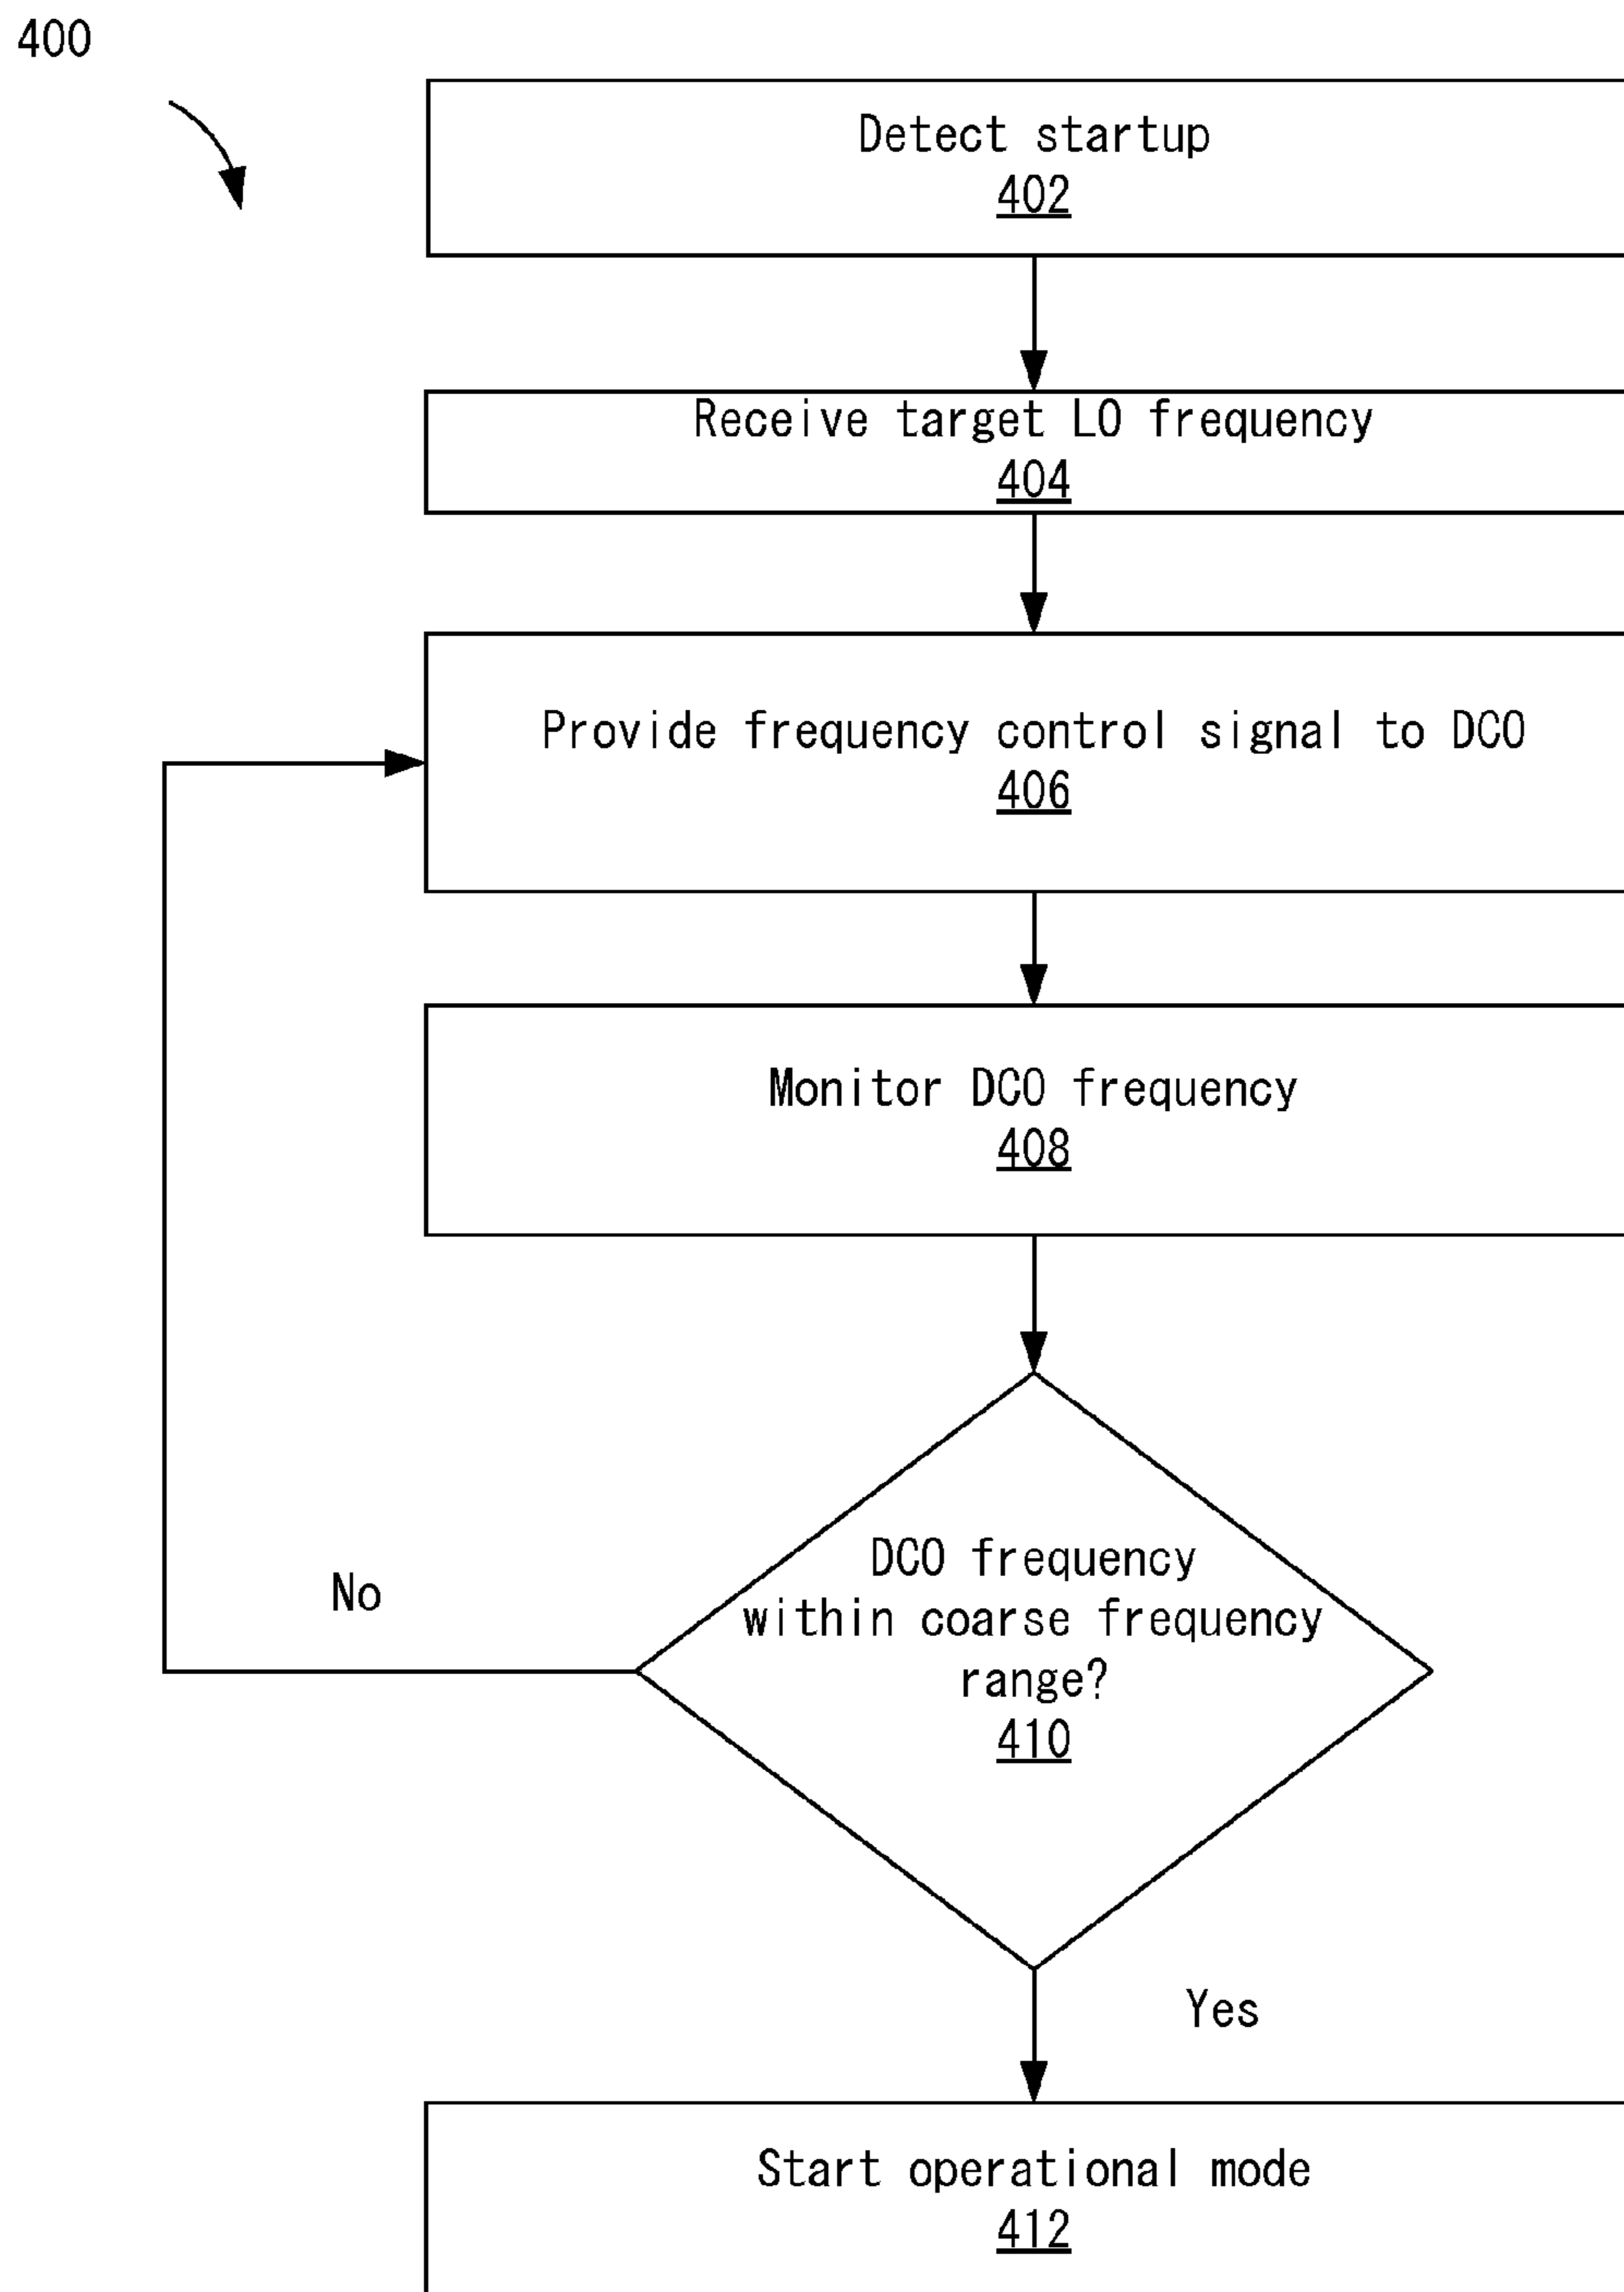 400
Detect startup
402
Receive target LO frequency
404
Provide frequency control signal to DCO
406
Monitor DCO frequency
408
DCO frequency
within coarse frequency
range?
410
No
Yes
Start operational mode
412